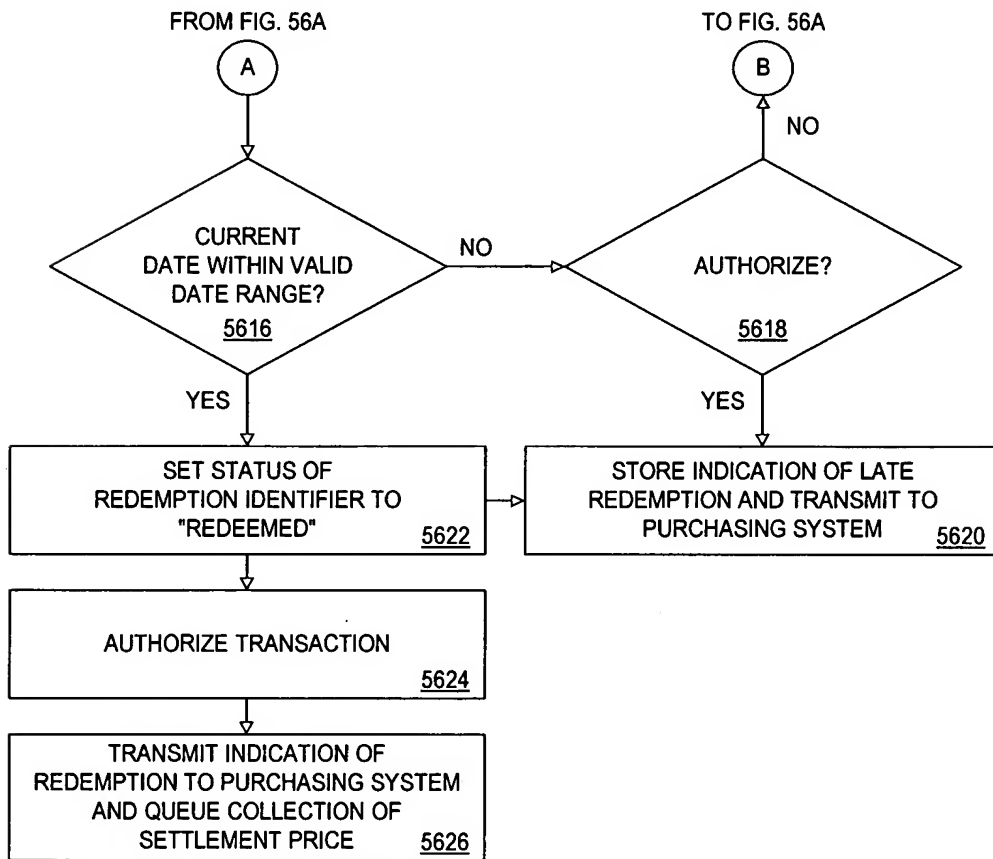 FROM FIG. 56A
TO FIG. 56A
A
B
NO
CURRENT
DATE WITHIN VALID
DATE RANGE?
5616
NO
AUTHORIZE?
5618
YES
YES
SET STATUS OF
REDEMPTION IDENTIFIER TO
"REDEEMED"
5622
STORE INDICATION OF LATE
REDEMPTION AND TRANSMIT TO
PURCHASING SYSTEM
5620
AUTHORIZE TRANSACTION
5624
TRANSMIT INDICATION OF
REDEMPTION TO PURCHASING SYSTEM
AND QUEUE COLLECTION OF
SETTLEMENT PRICE
5626